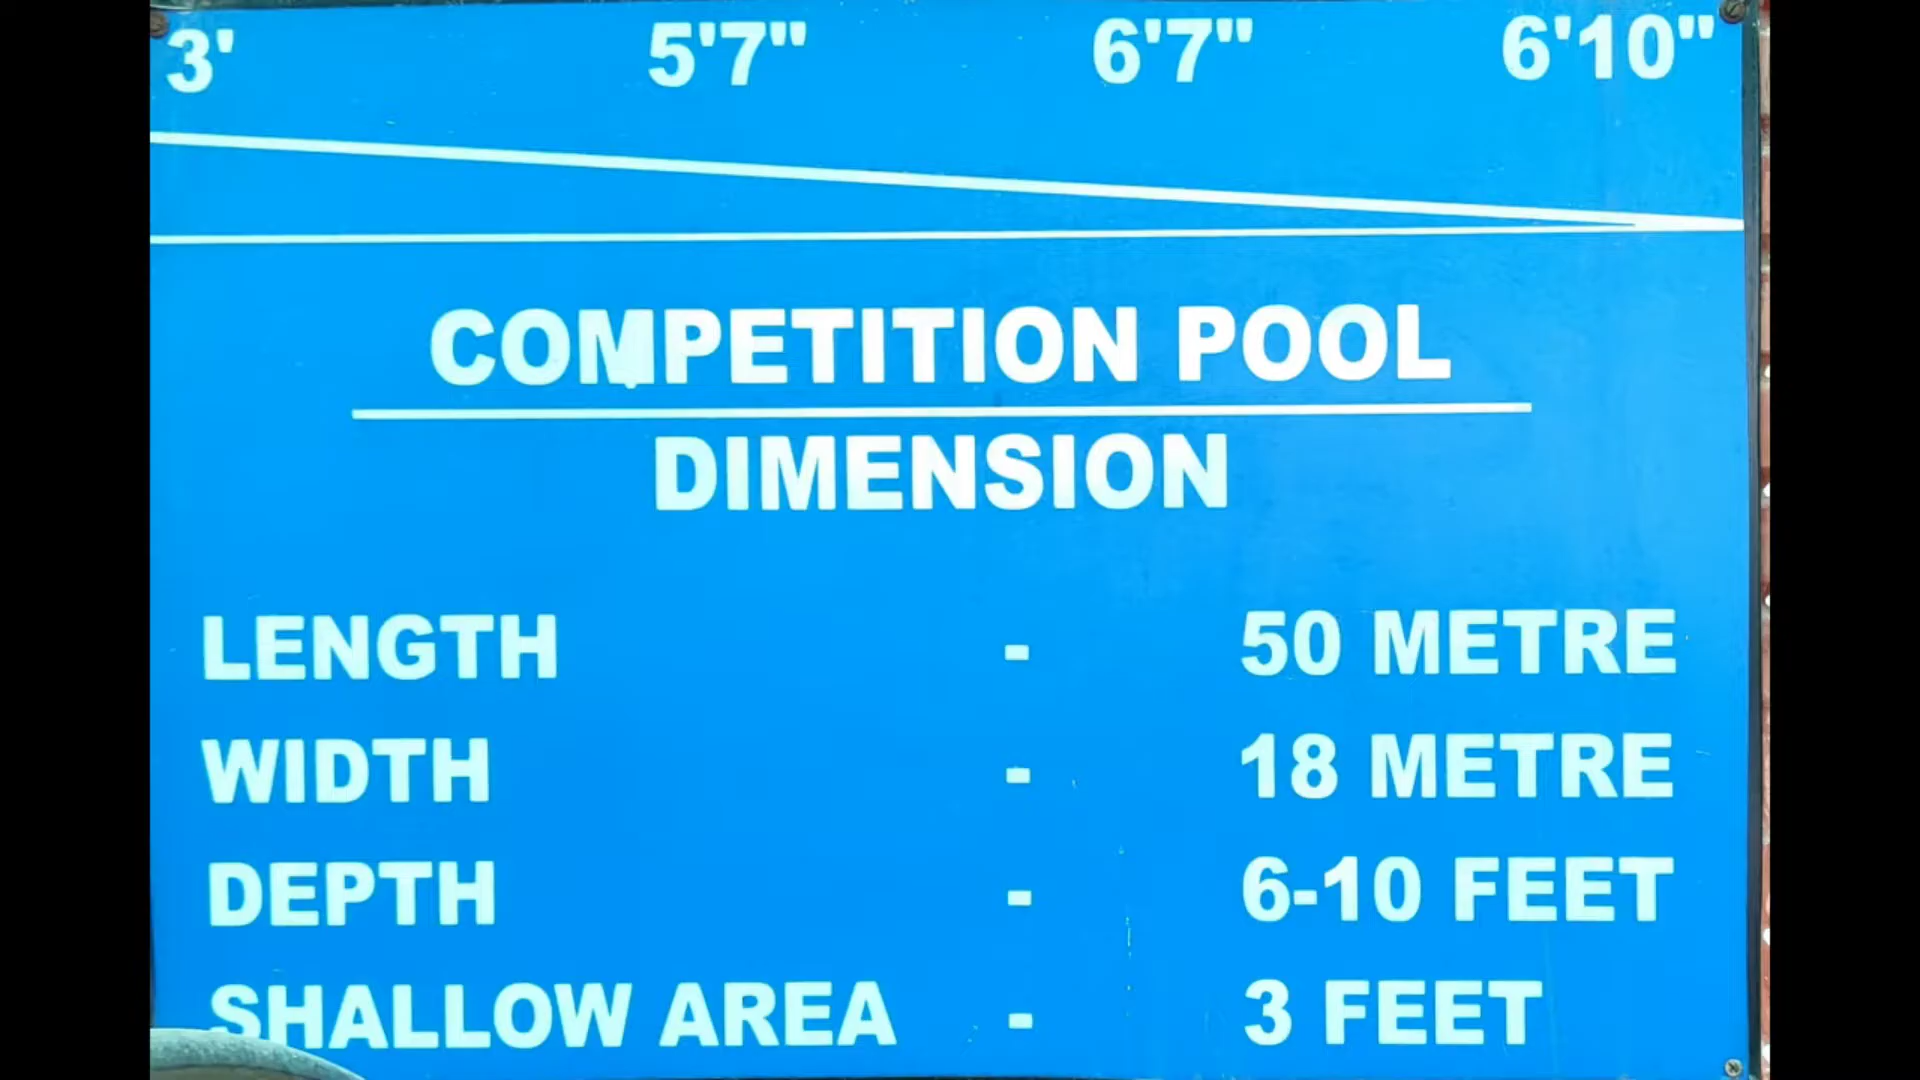 3' 5'7" 6'7" 6'10"
COMPETITION POOL
DIMENSION
LENGTH - 50 METRE
WIDTH - 18 METRE
DEPTH - 6-10 FEET
SHALLOW AREA - 3 FEET